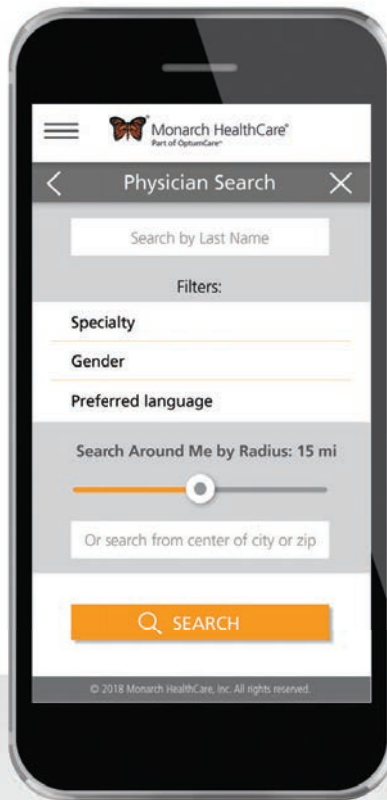 Monarch HealthCare®
Part of OptumCare™
Physician Search
Search by Last Name
Filters:
Specialty
Gender
Preferred language
Search Around Me by Radius: 15 mi
Or search from center of city or zip
SEARCH
© 2018 Monarch HealthCare, Inc. All rights reserved.